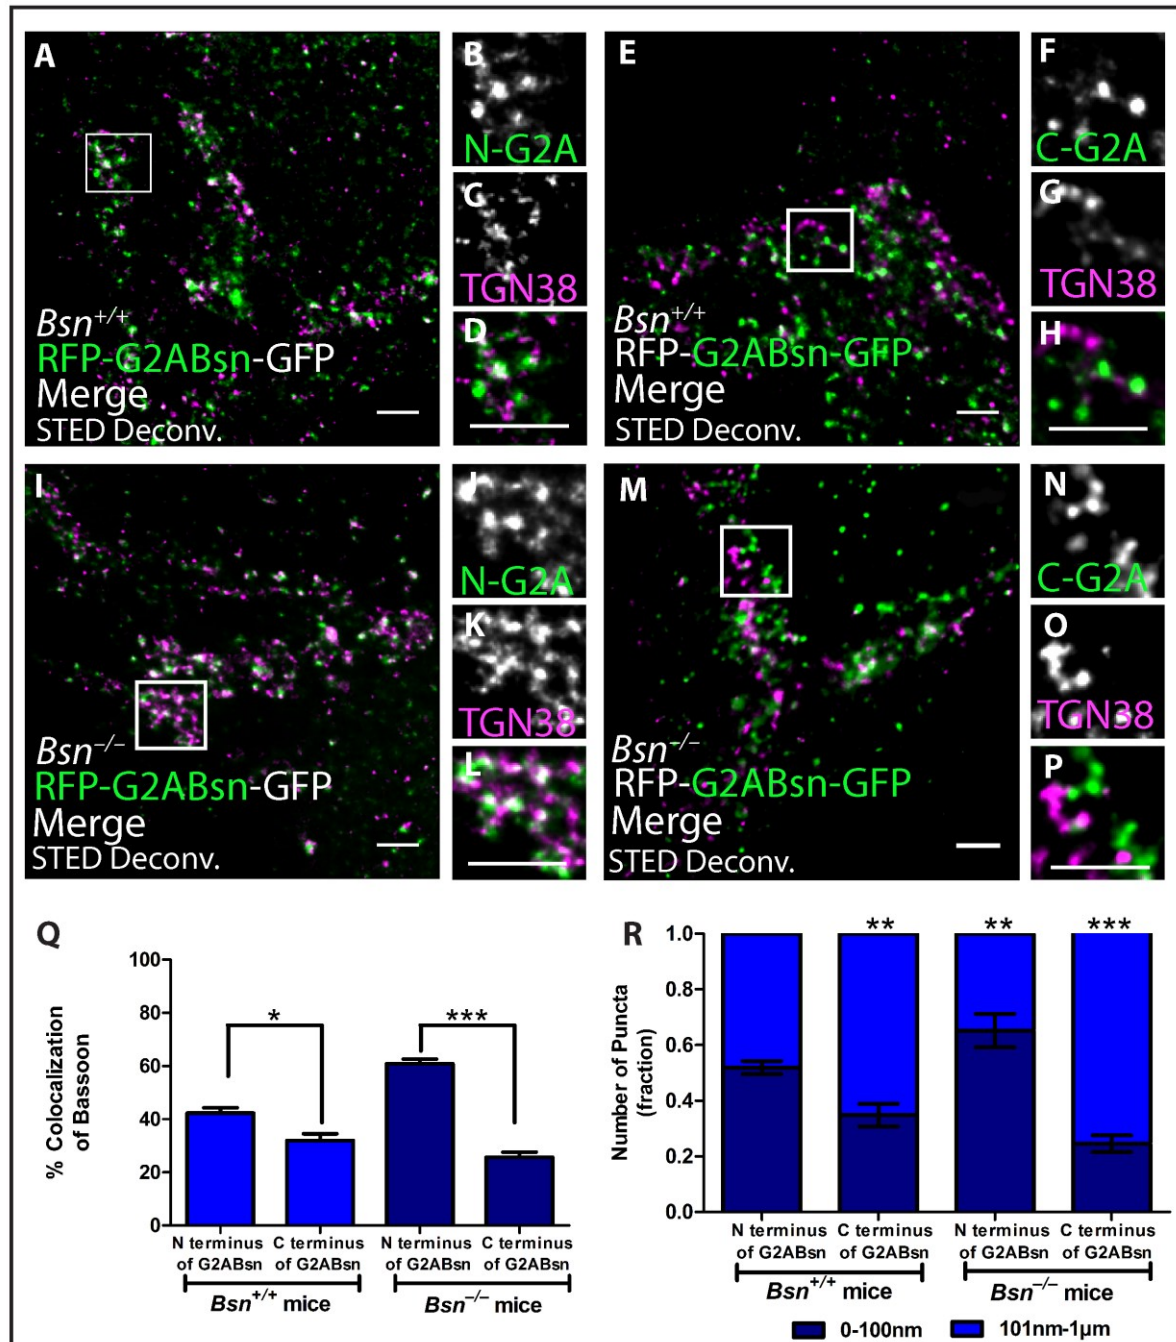 A
B
N-G2A
C
TGN38
D
Bsn+/+
RFP-G2ABsn-GFP
Merge
STED Deconv.
E
F
C-G2A
G
TGN38
H
Bsn+/+
RFP-G2ABsn-GFP
Merge
STED Deconv.
I
J
N-G2A
K
TGN38
L
Bsn−/−
RFP-G2ABsn-GFP
Merge
STED Deconv.
M
N
C-G2A
O
TGN38
P
Bsn−/−
RFP-G2ABsn-GFP
Merge
STED Deconv.
Q
% Colocalization
of Bassoon
100
80
60
40
20
0
*
***
N terminus
of G2ABsn
C terminus
of G2ABsn
N terminus
of G2ABsn
C terminus
of G2ABsn
Bsn+/+ mice
Bsn−/− mice
R
Number of Puncta
(fraction)
1.0
0.8
0.6
0.4
0.2
0.0
**
**
***
N terminus
of G2ABsn
C terminus
of G2ABsn
N terminus
of G2ABsn
C terminus
of G2ABsn
Bsn+/+ mice
Bsn−/− mice
0-100nm
101nm-1µm